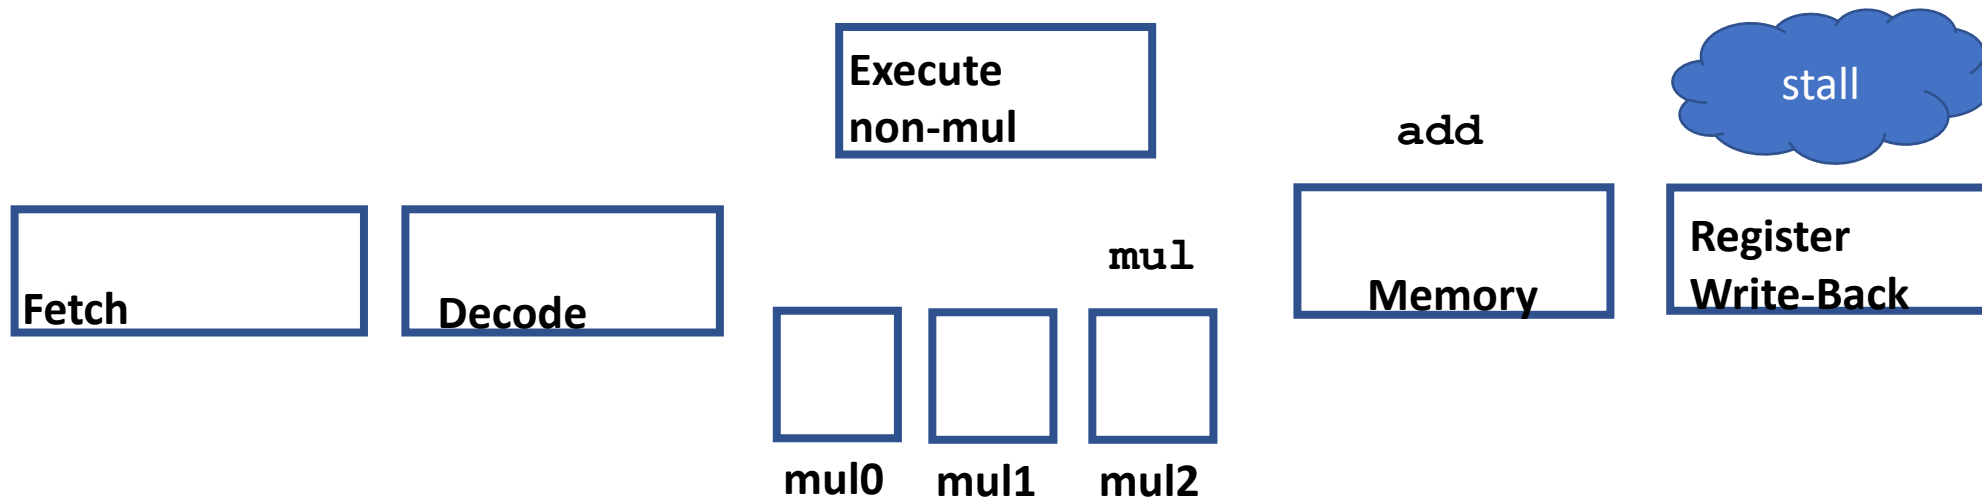 Execute
non-mul
stall
add
Fetch
Decode
mul
Memory
Register
Write-Back
mul0
mul1
mul2